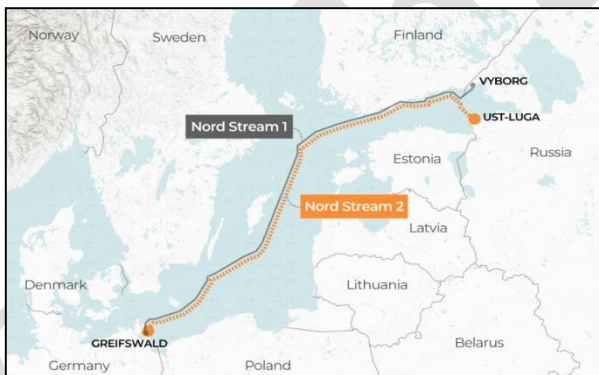 Norway
Sweden
Finland
VYBORG
UST-LUGA
Nord Stream 1
Estonia
Russia
Nord Stream 2
Latvia
Denmark
Lithuania
GREIFSWALD
Belarus
Germany
Poland